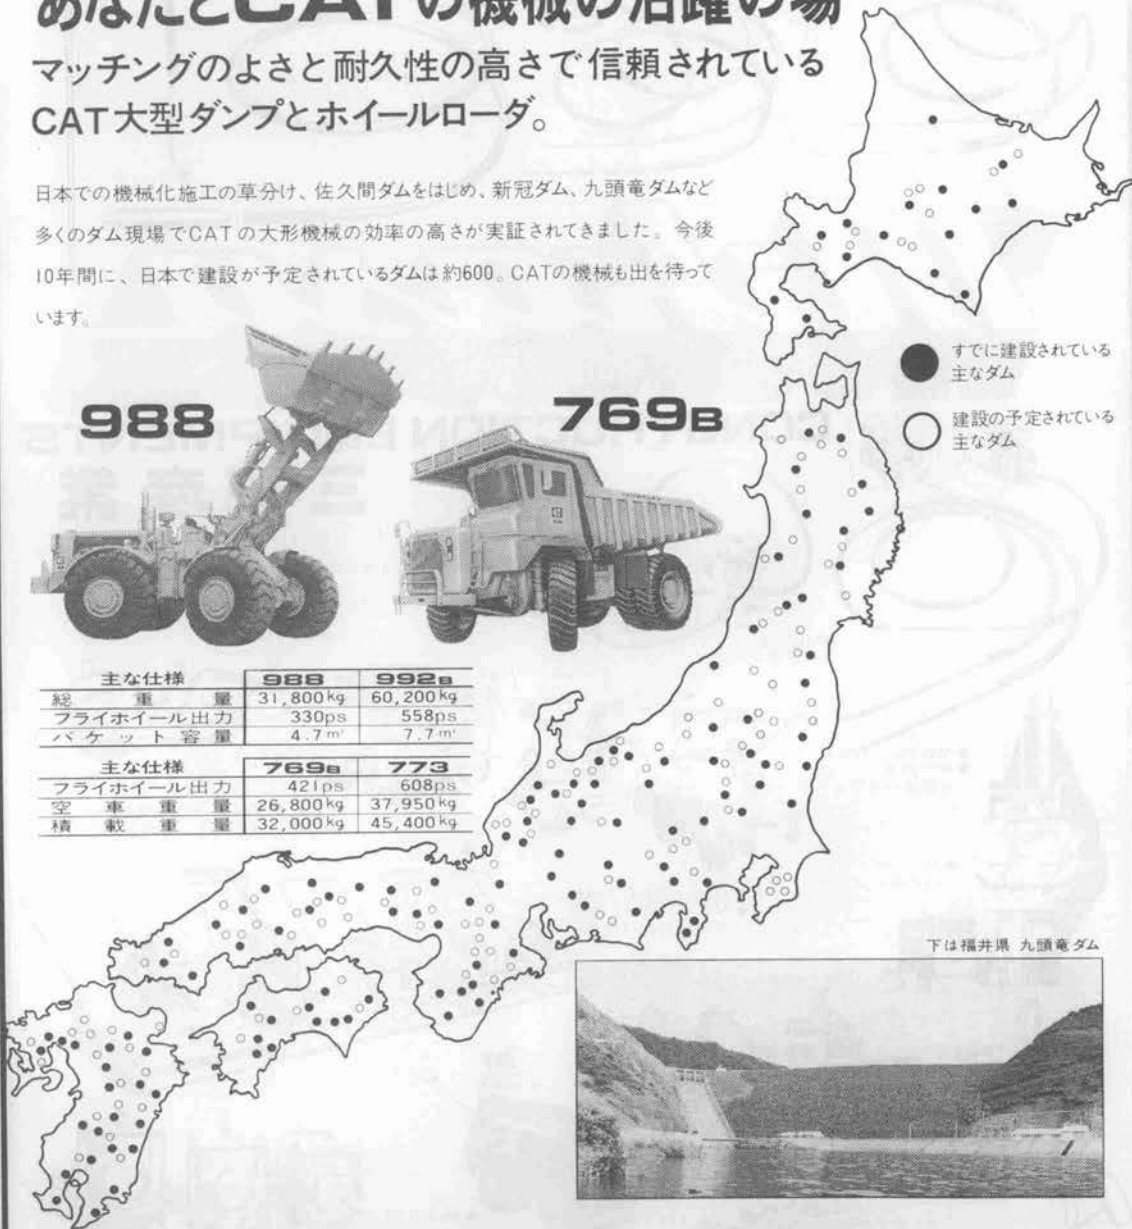 あなたとCATの機械の活躍の場
マッチングのよさと耐久性の高さで信頼されている
CAT大型ダンプとホイールローダ。
日本での機械化施工の草分け、佐久間ダムをはじめ、新冠ダム、九頭竜ダムなど
多くのダム現場でCATの大形機械の効率の高さが実証されてきました。今後
10年間に、日本で建設が予定されているダムは約600。CATの機械も出を待って
います。
988
769B
すでに建設されている
主なダム
建設の予定されている
主なダム
主な仕様 988 992B
総重量 31,800kg 60,200kg
フライホイール出力 330ps 558ps
バケット容量 4.7m³ 7.7m³
主な仕様 769B 773
フライホイール出力 421ps 608ps
空車重量 26,800kg 37,950kg
積載重量 32,000kg 45,400kg
下は福井県 九頭竜ダム